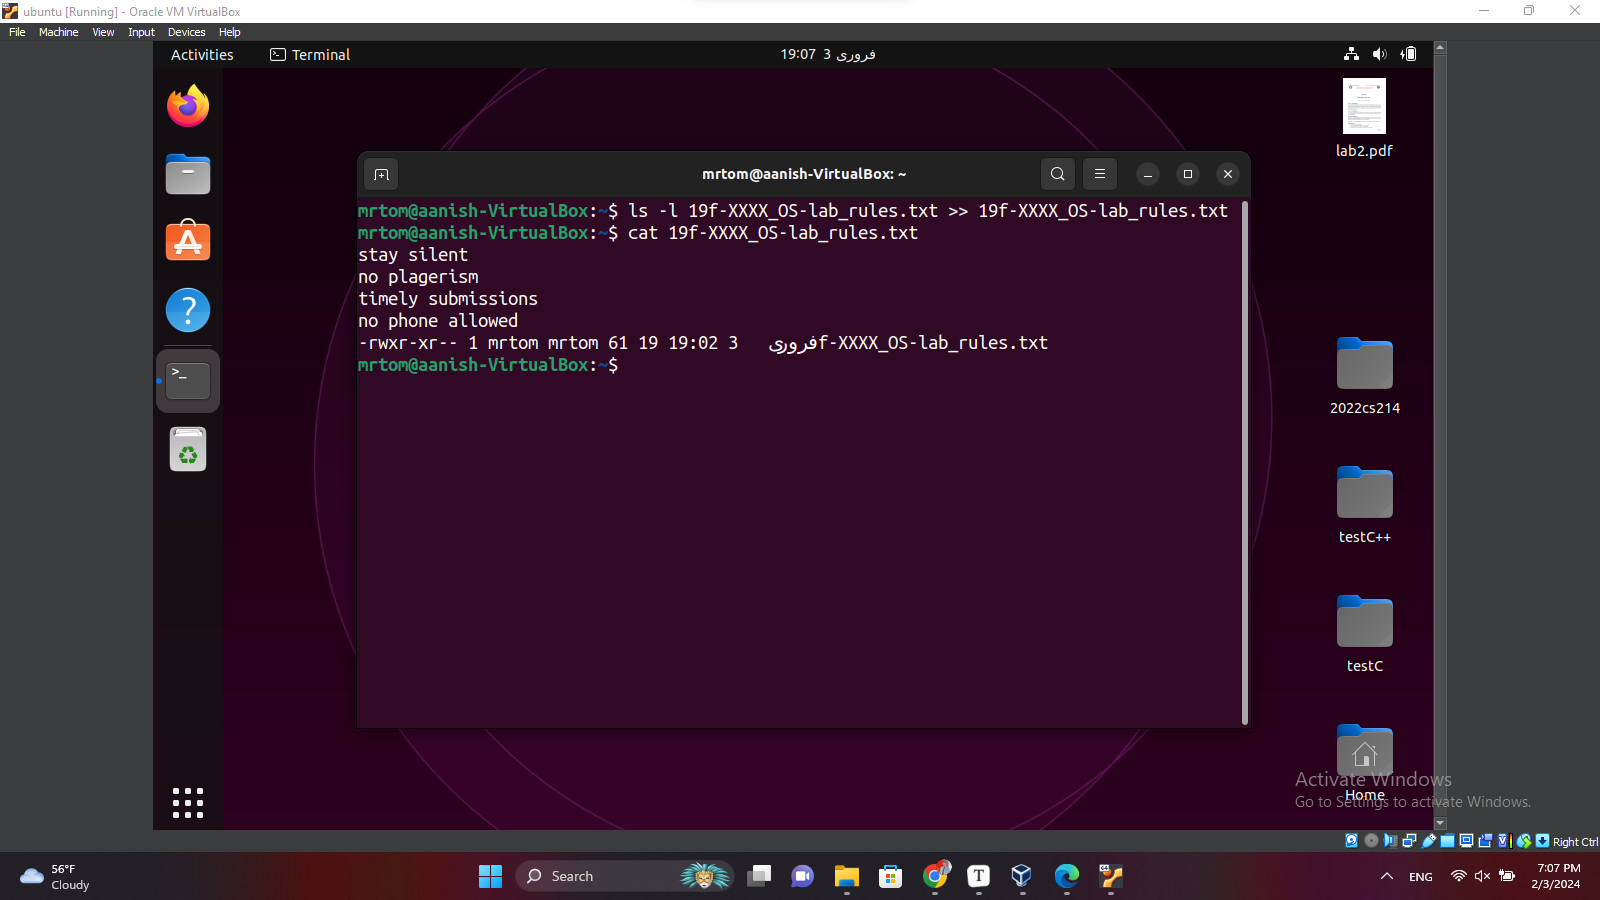 ubuntu [Running] - Oracle VM VirtualBox
File Machine View Input Devices Help
Activities Terminal 19:07 3 فروری
lab2.pdf
mrtom@aanish-VirtualBox: ~
mrtom@aanish-VirtualBox:~$ ls -l 19f-XXXX_OS-lab_rules.txt >> 19f-XXXX_OS-lab_rules.txt
mrtom@aanish-VirtualBox:~$ cat 19f-XXXX_OS-lab_rules.txt
stay silent
no plagerism
timely submissions
no phone allowed
-rwxr-xr-- 1 mrtom mrtom 61 19 19:02 3 فروریf-XXXX_OS-lab_rules.txt
mrtom@aanish-VirtualBox:~$
2022cs214
testC++
testC
Home
Activate Windows
Go to Settings to activate Windows.
Right Ctrl
56°F
Cloudy
Search
ENG
7:07 PM
2/3/2024